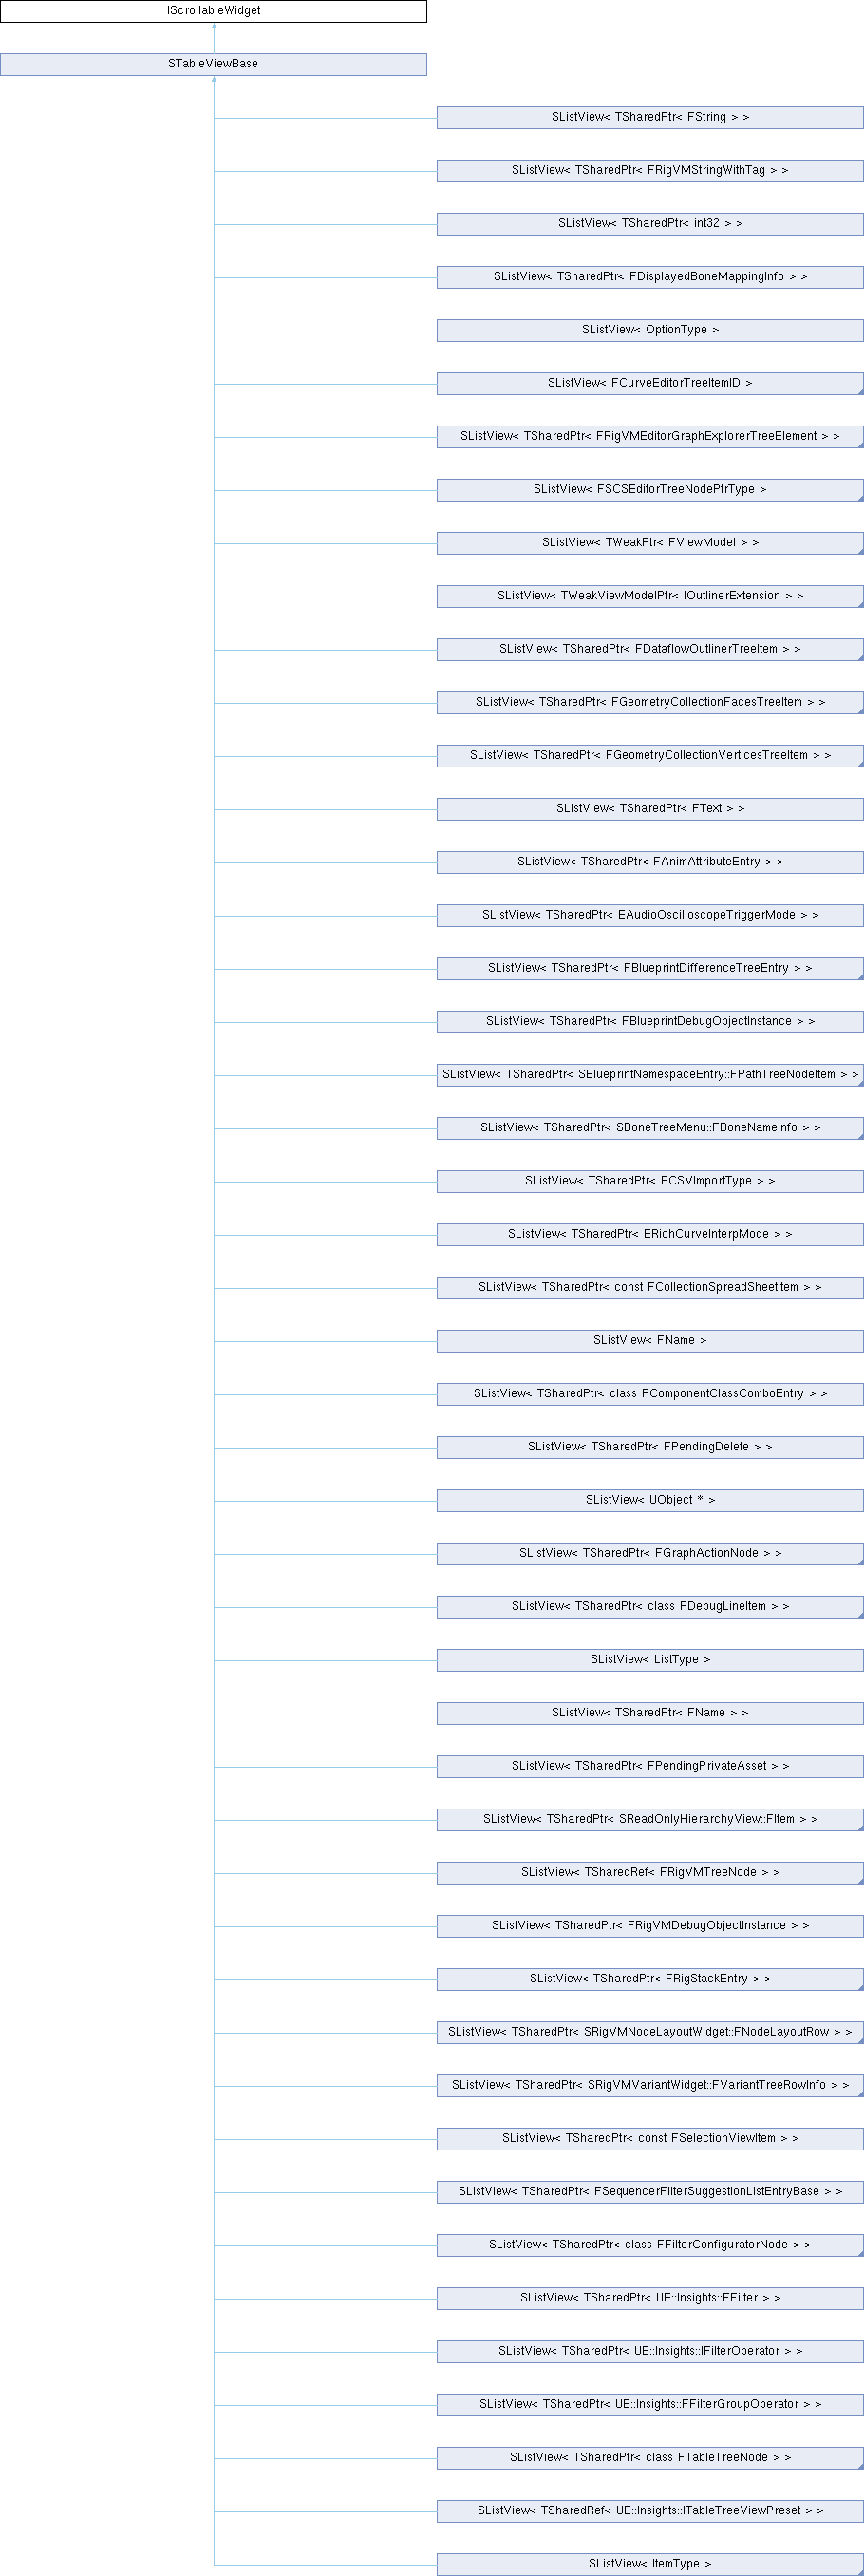 IScrollableWidget
STableViewBase
SListView< TSharedPtr< FString > >
SListView< TSharedPtr< FRigVMStringWithTag > >
SListView< TSharedPtr< int32 > >
SListView< TSharedPtr< FDisplayedBoneMappingInfo > >
SListView< OptionType >
SListView< FCurveEditorTreeItemID >
SListView< TSharedPtr< FRigVMEditorGraphExplorerTreeElement > >
SListView< FSCSEditorTreeNodePtrType >
SListView< TWeakPtr< FViewModel > >
SListView< TWeakViewModelPtr< IOutlinerExtension > >
SListView< TSharedPtr< FDataflowOutlinerTreeItem > >
SListView< TSharedPtr< FGeometryCollectionFacesTreeItem > >
SListView< TSharedPtr< FGeometryCollectionVerticesTreeItem > >
SListView< TSharedPtr< FText > >
SListView< TSharedPtr< FAnimAttributeEntry > >
SListView< TSharedPtr< EAudioOscilloscopeTriggerMode > >
SListView< TSharedPtr< FBlueprintDifferenceTreeEntry > >
SListView< TSharedPtr< FBlueprintDebugObjectInstance > >
SListView< TSharedPtr< SBlueprintNamespaceEntry::FPathTreeNodeItem > >
SListView< TSharedPtr< SBoneTreeMenu::FBoneNameInfo > >
SListView< TSharedPtr< ECSVImportType > >
SListView< TSharedPtr< ERichCurveInterpMode > >
SListView< TSharedPtr< const FCollectionSpreadSheetItem > >
SListView< FName >
SListView< TSharedPtr< class FComponentClassComboEntry > >
SListView< TSharedPtr< FPendingDelete > >
SListView< UObject * >
SListView< TSharedPtr< FGraphActionNode > >
SListView< TSharedPtr< class FDebugLineItem > >
SListView< ListType >
SListView< TSharedPtr< FName > >
SListView< TSharedPtr< FPendingPrivateAsset > >
SListView< TSharedPtr< SReadOnlyHierarchyView::FItem > >
SListView< TSharedRef< FRigVMTreeNode > >
SListView< TSharedPtr< FRigVMDebugObjectInstance > >
SListView< TSharedPtr< FRigStackEntry > >
SListView< TSharedPtr< SRigVMNodeLayoutWidget::FNodeLayoutRow > >
SListView< TSharedPtr< SRigVMVariantWidget::FVariantTreeRowInfo > >
SListView< TSharedPtr< const FSelectionViewItem > >
SListView< TSharedPtr< FSequencerFilterSuggestionListEntryBase > >
SListView< TSharedPtr< class FFilterConfiguratorNode > >
SListView< TSharedPtr< UE::Insights::FFilter > >
SListView< TSharedPtr< UE::Insights::IFilterOperator > >
SListView< TSharedPtr< UE::Insights::FFilterGroupOperator > >
SListView< TSharedPtr< class FTableTreeNode > >
SListView< TSharedRef< UE::Insights::ITableTreeViewPreset > >
SListView< ItemType >